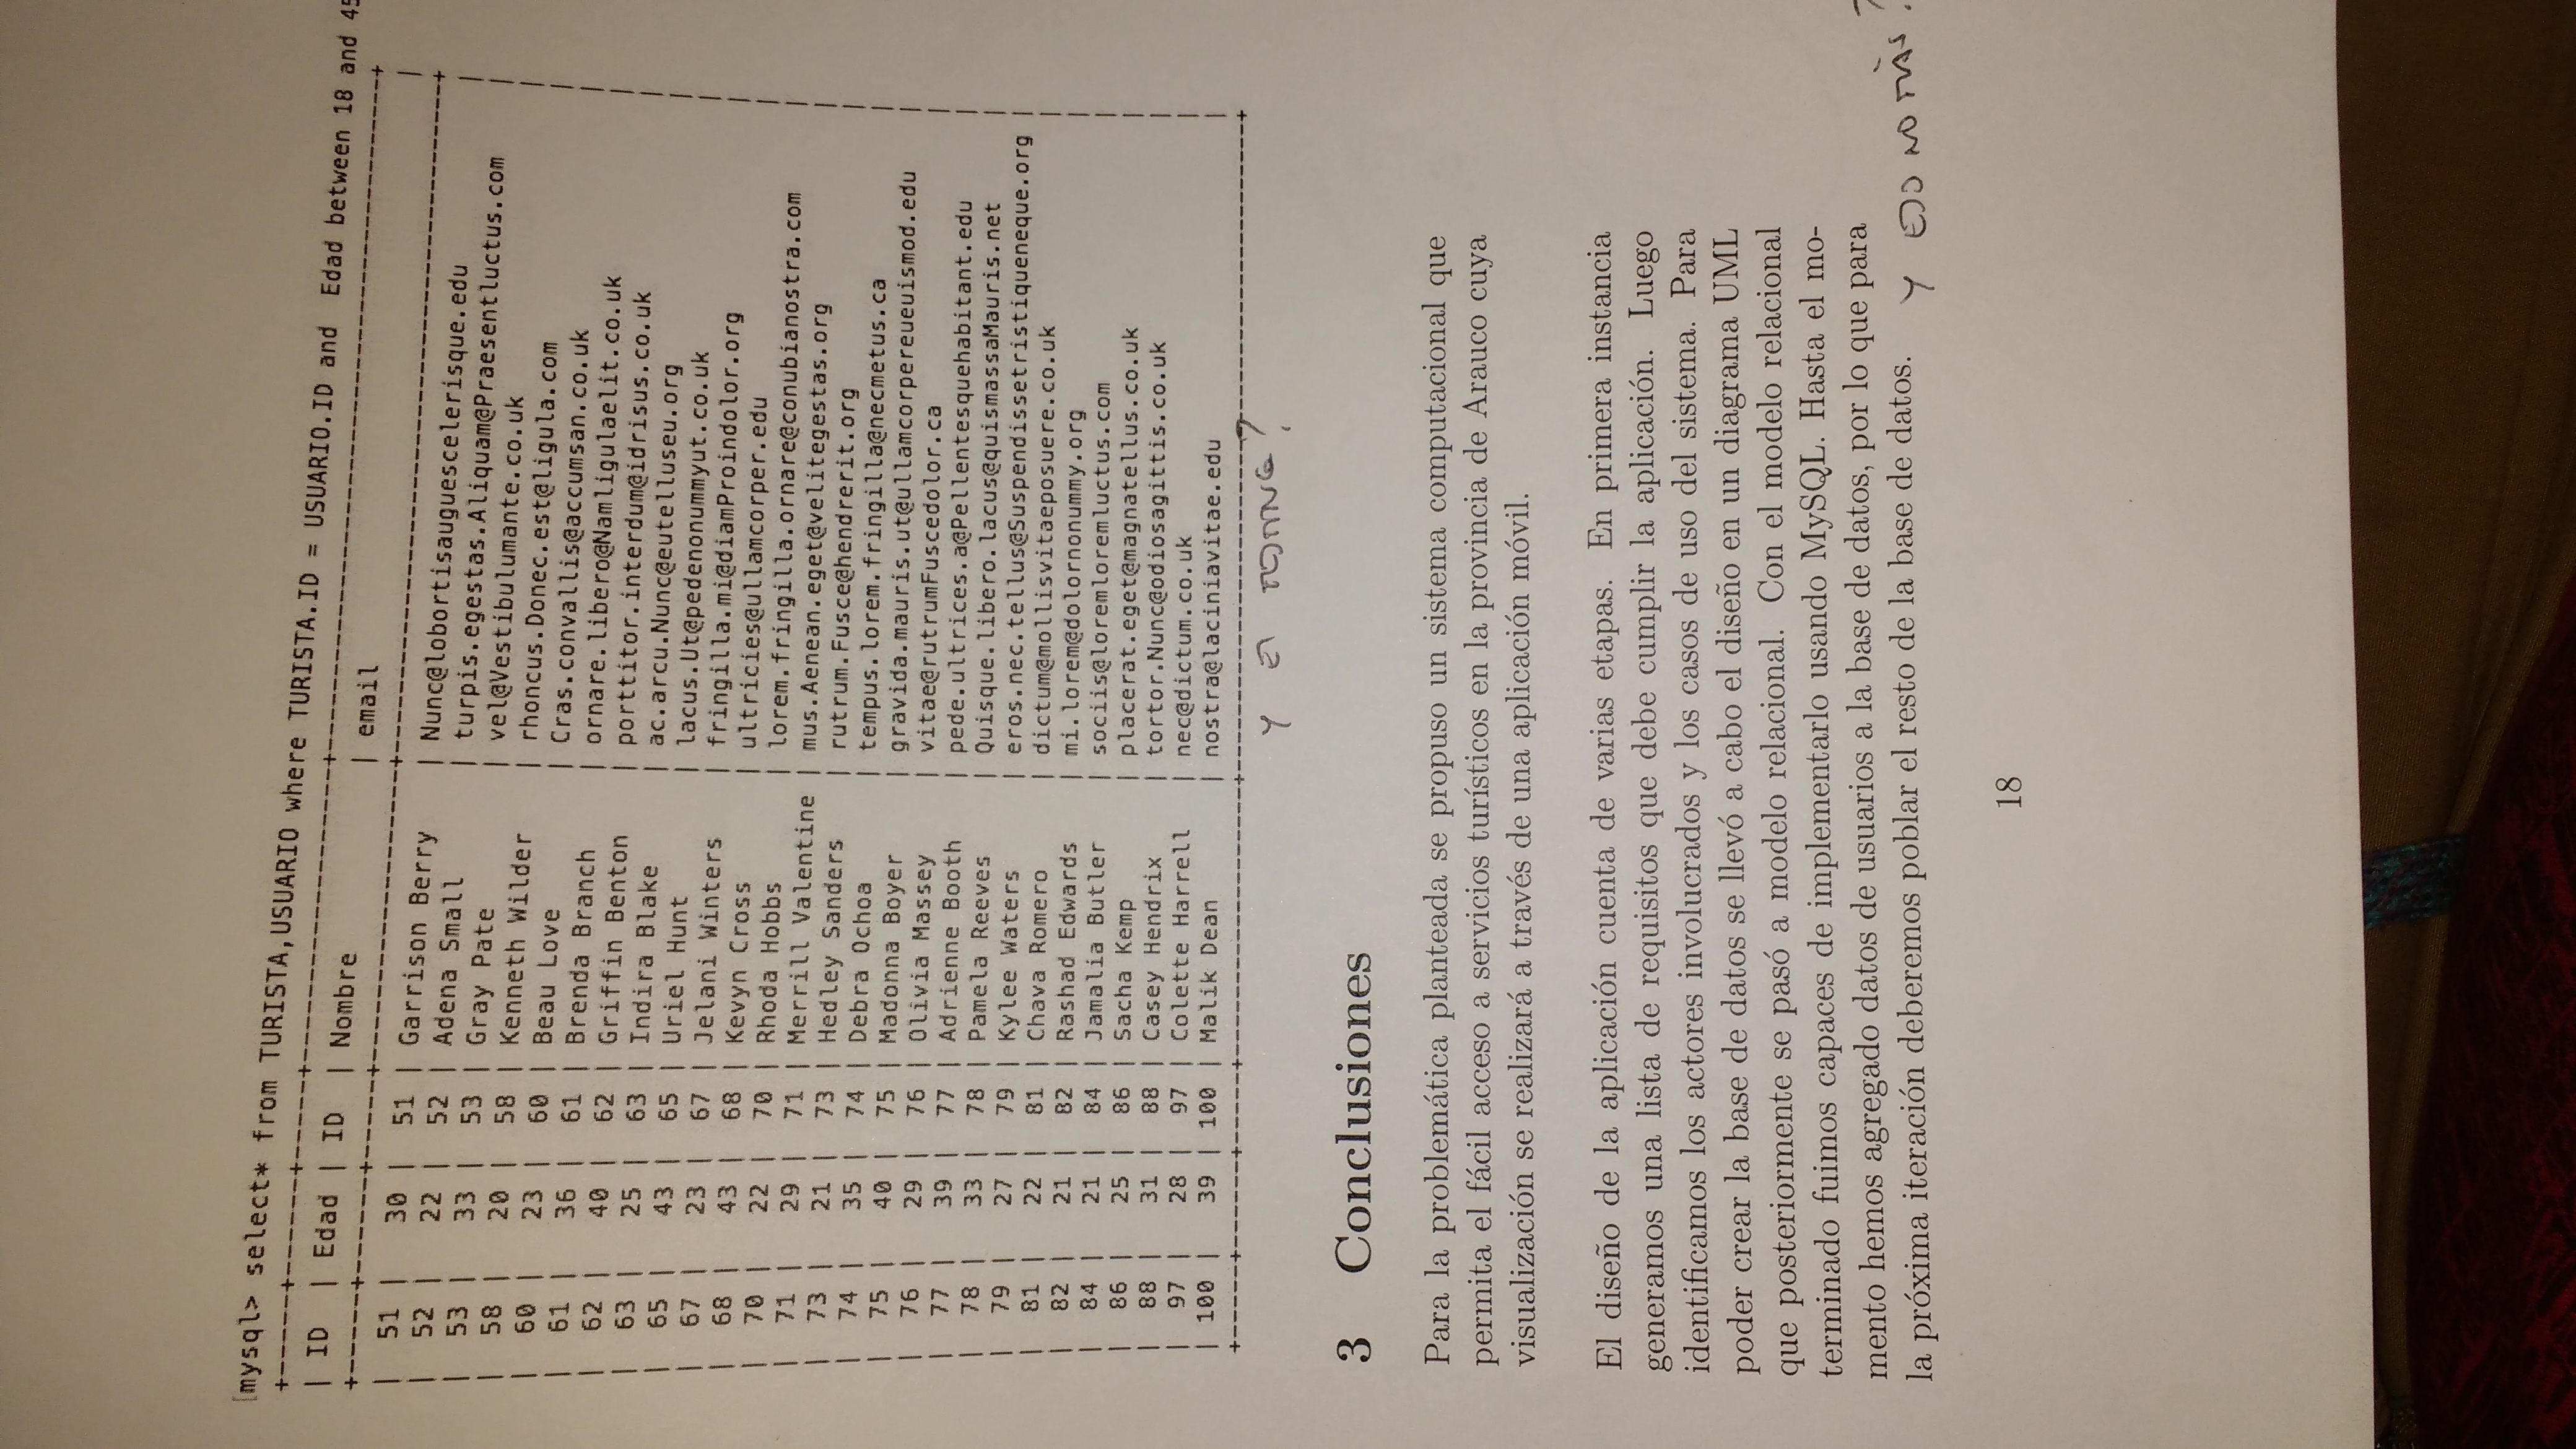 mysql> select* from TURISTA,USUARIO where TURISTA.ID = USUARIO.ID and  Edad between 18 and 45
+-----+------+-----+------------------+------------------------------------------+
| ID  | Edad | ID  | Nombre           | email                                    |
+-----+------+-----+------------------+------------------------------------------+
|  51 |   30 |  51 | Garrison Berry   | Nunc@lobortisauguescelerisque.edu        |
|  52 |   22 |  52 | Adena Small      | turpis.egestas.Aliquam@Praesentluctus.com |
|  53 |   33 |  53 | Gray Pate        | vel@Vestibulumante.co.uk                 |
|  58 |   20 |  58 | Kenneth Wilder   | rhoncus.Donec.est@ligula.com             |
|  60 |   23 |  60 | Beau Love        | Cras.convallis@accumsan.co.uk            |
|  61 |   36 |  61 | Brenda Branch    | ornare.libero@Namligulaelit.co.uk        |
|  62 |   40 |  62 | Griffin Benton   | porttitor.interdum@idrisus.co.uk         |
|  63 |   25 |  63 | Indira Blake     | ac.arcu.Nunc@eutelluseu.org              |
|  65 |   43 |  65 | Uriel Hunt       | lacus.Ut@pedenonummyut.co.uk             |
|  67 |   23 |  67 | Jelani Winters   | fringilla.mi@diamProindolor.org          |
|  68 |   43 |  68 | Kevyn Cross      | ultricies@ullamcorper.edu                |
|  70 |   22 |  70 | Rhoda Hobbs      | lorem.fringilla.ornare@conubianostra.com |
|  71 |   29 |  71 | Merrill Valentine | mus.Aenean.eget@velitegestas.org        |
|  73 |   21 |  73 | Hedley Sanders   | rutrum.Fusce@hendrerit.org               |
|  74 |   35 |  74 | Debra Ochoa      | tempus.lorem.fringilla@necmetus.ca       |
|  75 |   40 |  75 | Madonna Boyer    | gravida.mauris.ut@ullamcorpereueuismod.edu |
|  76 |   29 |  76 | Olivia Massey    | vitae@rutrumFuscedolor.ca                |
|  77 |   39 |  77 | Adrienne Booth   | pede.ultrices.a@Pellentesquehabitant.edu |
|  78 |   33 |  78 | Pamela Reeves    | Quisque.libero.lacus@quismassaMauris.net |
|  79 |   27 |  79 | Kylee Waters     | eros.nec.tellus@Suspendissetristiqueneque.org |
|  81 |   22 |  81 | Chava Romero     | dictum@mollisvitaeposuere.co.uk          |
|  82 |   21 |  82 | Rashad Edwards   | mi.lorem@dolornonummy.org                |
|  84 |   21 |  84 | Jamalia Butler   | sociis@loremloremluctus.com              |
|  86 |   25 |  86 | Sacha Kemp       | placerat.eget@magnatellus.co.uk          |
|  88 |   31 |  88 | Casey Hendrix    | tortor.Nunc@odiosagittis.co.uk           |
|  97 |   28 |  97 | Colette Harrell  | nec@dictum.co.uk                         |
| 100 |   39 | 100 | Malik Dean       | nostra@laciniavitae.edu                  |
+-----+------+-----+------------------+------------------------------------------+
Y el
3 Conclusiones
Para la problemática planteada se propuso un sistema computacional que
permita el fácil acceso a servicios turísticos en la provincia de Arauco cuya
visualización se realizará a través de una aplicación móvil.
El diseño de la aplicación cuenta de varias etapas. En primera instancia
generamos una lista de requisitos que debe cumplir la aplicación. Luego
identificamos los actores involucrados y los casos de uso del sistema. Para
poder crear la base de datos se llevó a cabo el diseño en un diagrama UML
que posteriormente se pasó a modelo relacional. Con el modelo relacional
terminado fuimos capaces de implementarlo usando MySQL. Hasta el mo-
mento hemos agregado datos de usuarios a la base de datos, por lo que para
la próxima iteración deberemos poblar el resto de la base de datos.
Y eso no más?
18